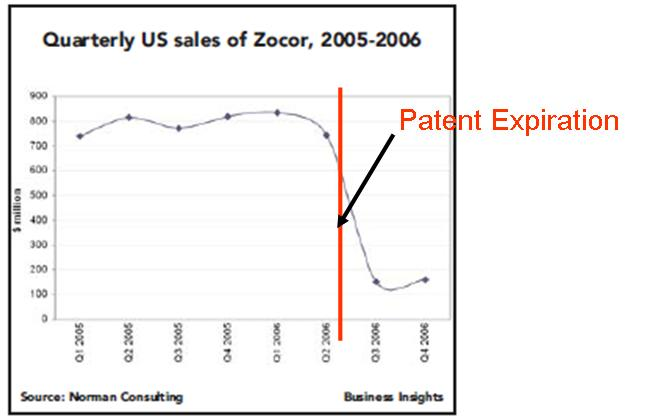 Quarterly US sales of Zocor, 2005-2006
900
800
700
600
500
400
300
200
100
0
$ million
Q1 2005
Q2 2005
Q3 2005
Q4 2005
Q1 2006
Q2 2006
Q3 2006
Q4 2006
Patent Expiration
Source: Norman Consulting
Business Insights